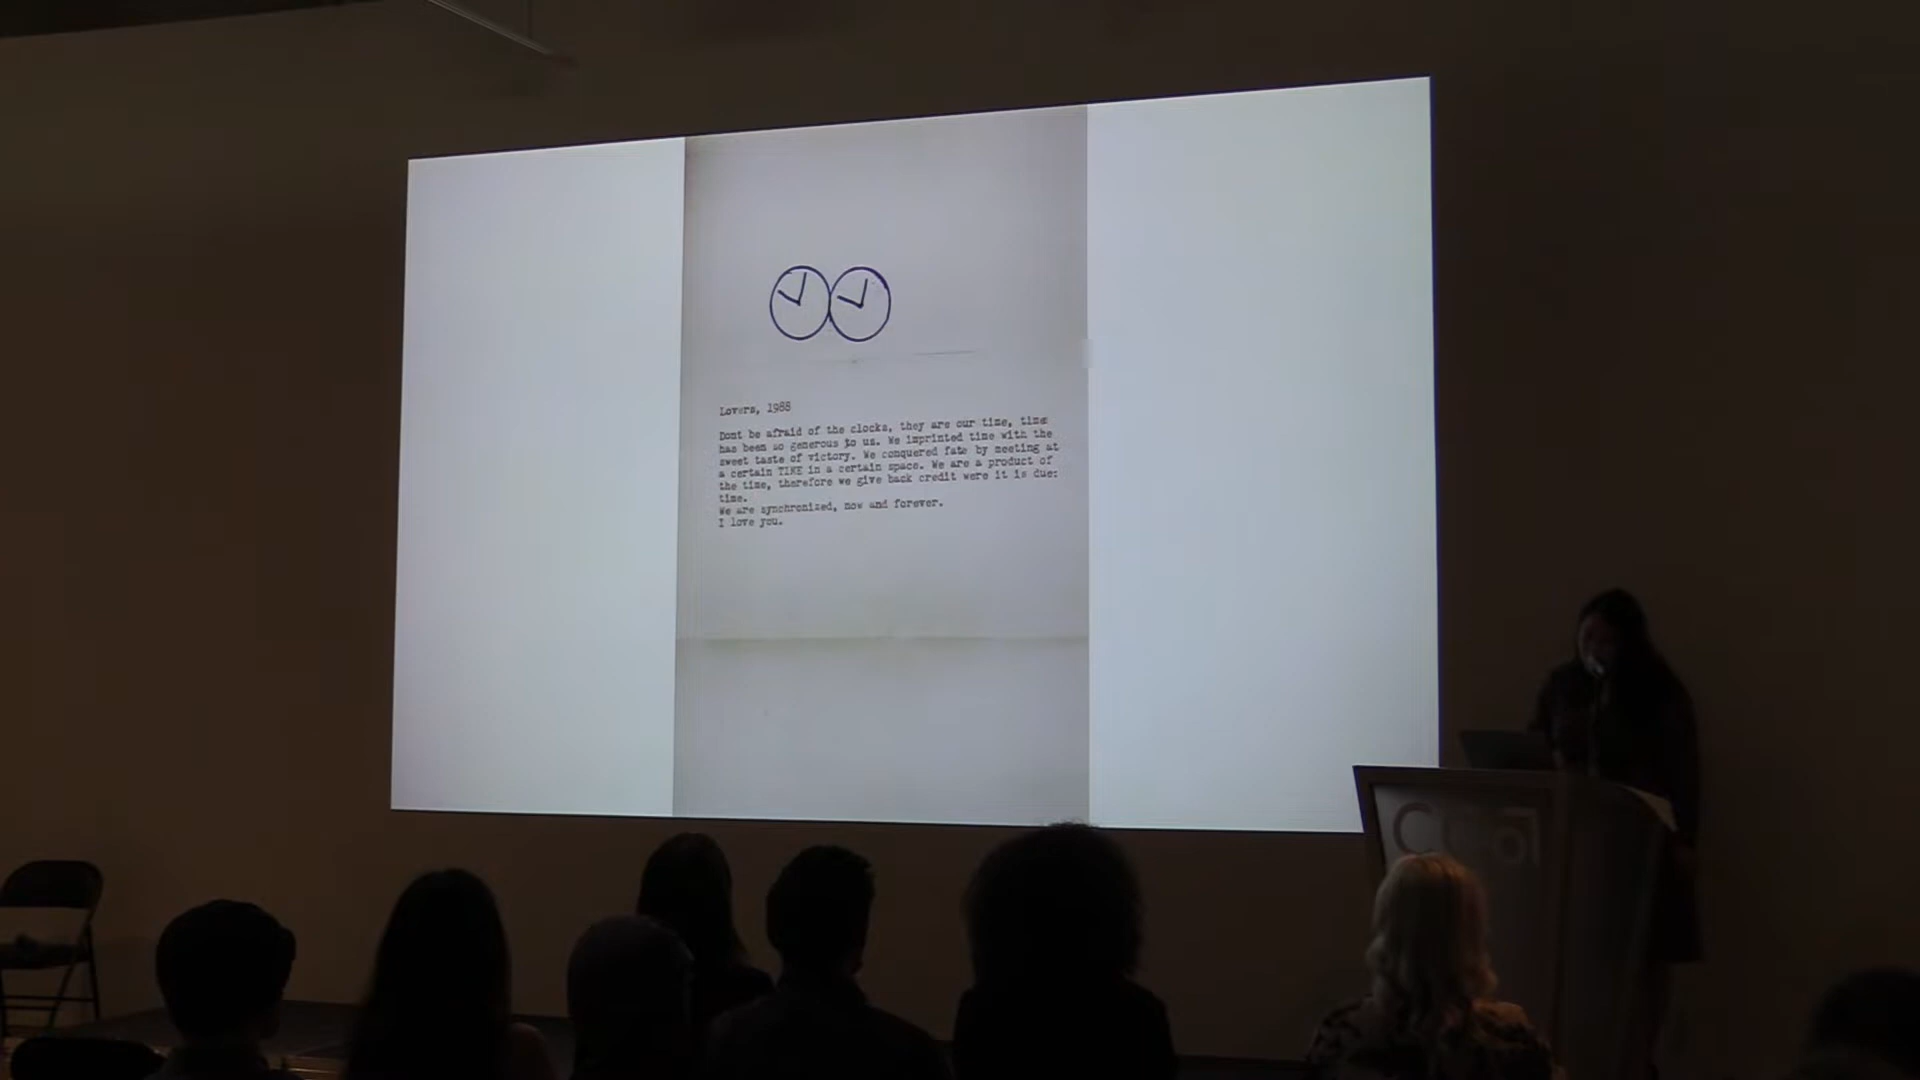 Lovers, 1988
Dont be afraid of the clocks, they are our time, time
has been so generous to us. We imprinted time with the
sweet taste of victory. We conquered fate by meeting at
a certain TIME in a certain space. We are a product of
the time, therefore we give back credit were it is due:
time.
We are synchronized, now and forever.
I love you.